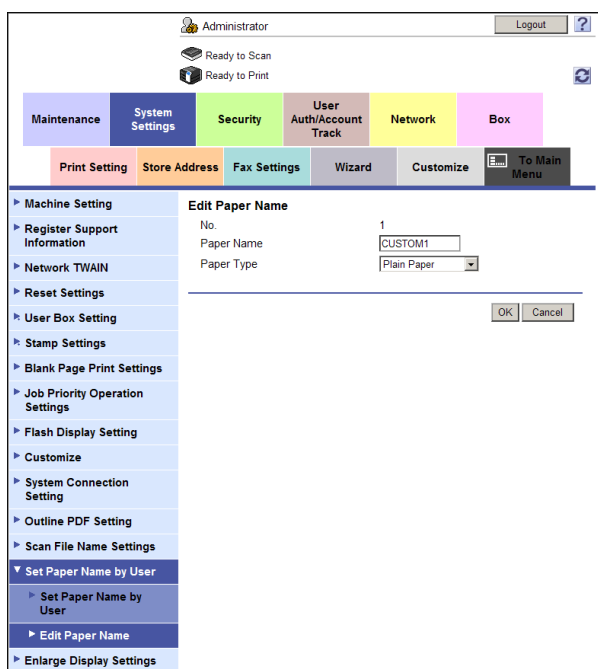 Administrator
Logout
?
Ready to Scan
Ready to Print
Maintenance
System
Settings
Security
User
Auth/Account
Track
Network
Box
Print Setting
Store Address
Fax Settings
Wizard
Customize
To Main
Menu
Machine Setting
Register Support
Information
Network TWAIN
Reset Settings
User Box Setting
Stamp Settings
Blank Page Print Settings
Job Priority Operation
Settings
Flash Display Setting
Customize
System Connection
Setting
Outline PDF Setting
Scan File Name Settings
Set Paper Name by User
Set Paper Name by
User
Edit Paper Name
Enlarge Display Settings
Edit Paper Name
No. 1
Paper Name CUSTOM1
Paper Type Plain Paper
OK Cancel